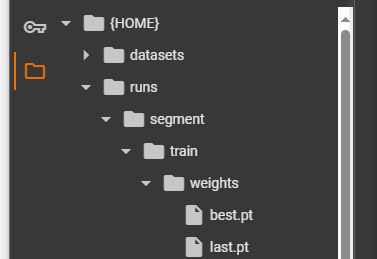 {HOME}
datasets
runs
segment
train
weights
best.pt
last.pt